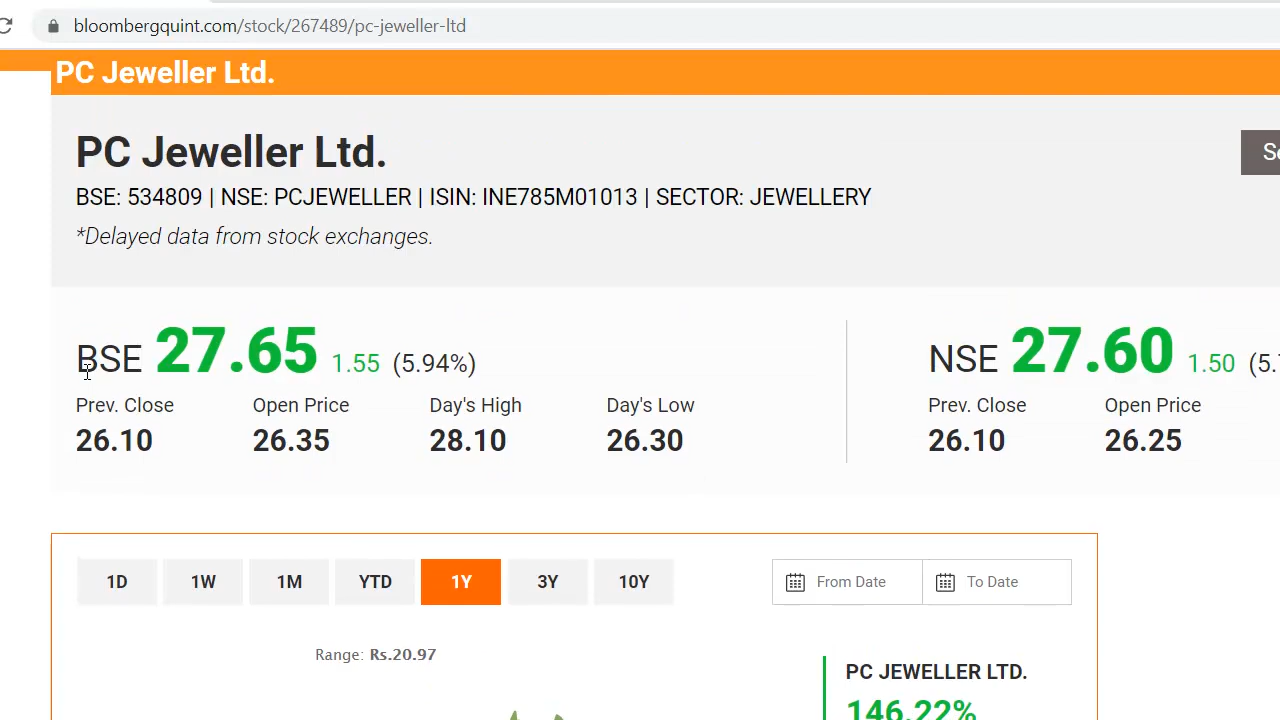 bloombergquint.com/stock/267489/pc-jeweller-ltd
PC Jeweller Ltd.
PC Jeweller Ltd.
BSE: 534809 | NSE: PCJEWELLER | ISIN: INE785M01013 | SECTOR: JEWELLERY
*Delayed data from stock exchanges.
BSE 27.65 1.55 (5.94%)
Prev. Close Open Price Day's High Day's Low
26.10 26.35 28.10 26.30
NSE 27.60 1.50
Prev. Close Open Price
26.10 26.25
1D 1W 1M YTD 1Y 3Y 10Y
From Date To Date
Range: Rs.20.97
PC JEWELLER LTD.
146.22%